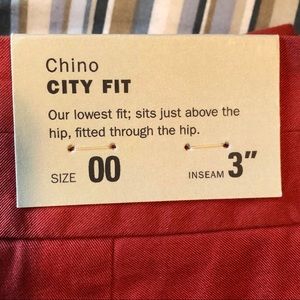 Chino
CITY FIT
Our lowest fit; sits just above the
hip, fitted through the hip.
SIZE 00 INSEAM 3"